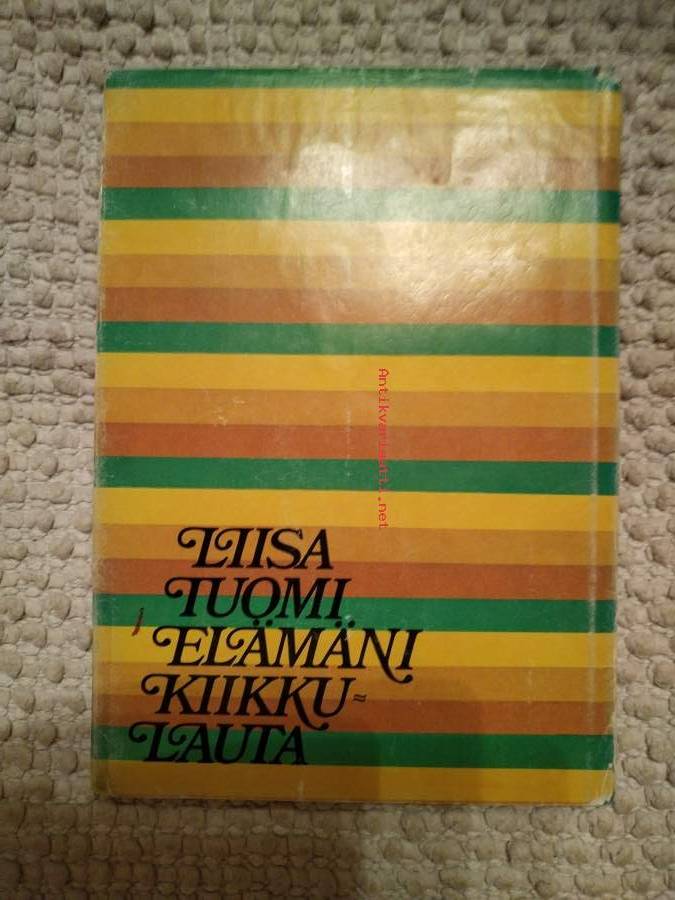 Antikvariaatti.net
LIISA
TUOMI
ELÄMÄNI
KIIKKU=
LAUTA